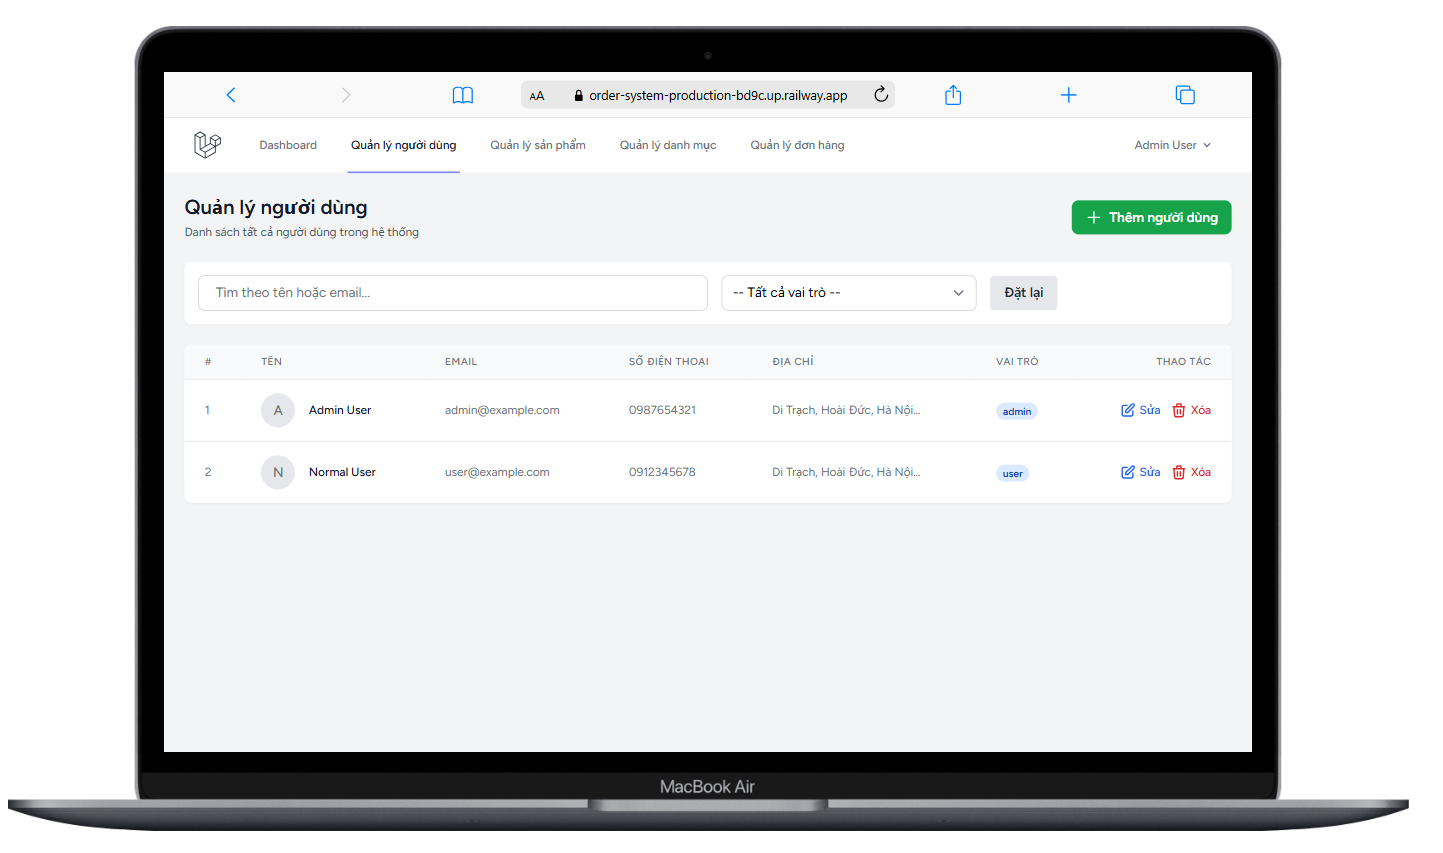 AA order-system-production-bd9c.up.railway.app
Dashboard Quản lý người dùng Quản lý sản phẩm Quản lý danh mục Quản lý đơn hàng Admin User
Quản lý người dùng
Thêm người dùng
Danh sách tất cả người dùng trong hệ thống
Tìm theo tên hoặc email... -- Tất cả vai trò -- Đặt lại
# TÊN EMAIL SỐ ĐIỆN THOẠI ĐỊA CHỈ VAI TRÒ THAO TÁC
1 A Admin User admin@example.com 0987654321 Di Trạch, Hoài Đức, Hà Nội... admin Sửa Xóa
2 N Normal User user@example.com 0912345678 Di Trạch, Hoài Đức, Hà Nội... user Sửa Xóa
MacBook Air